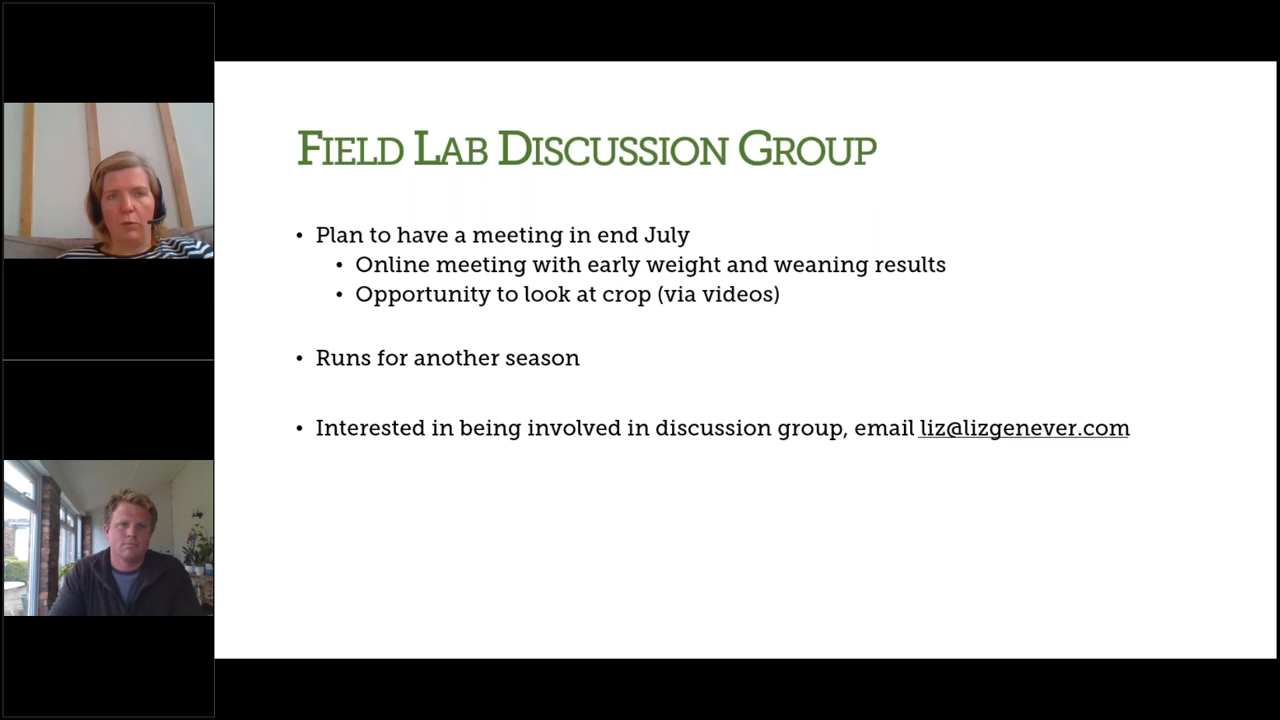 Field Lab Discussion Group
• Plan to have a meeting in end July
• Online meeting with early weight and weaning results
• Opportunity to look at crop (via videos)
• Runs for another season
• Interested in being involved in discussion group, email liz@lizgenever.com